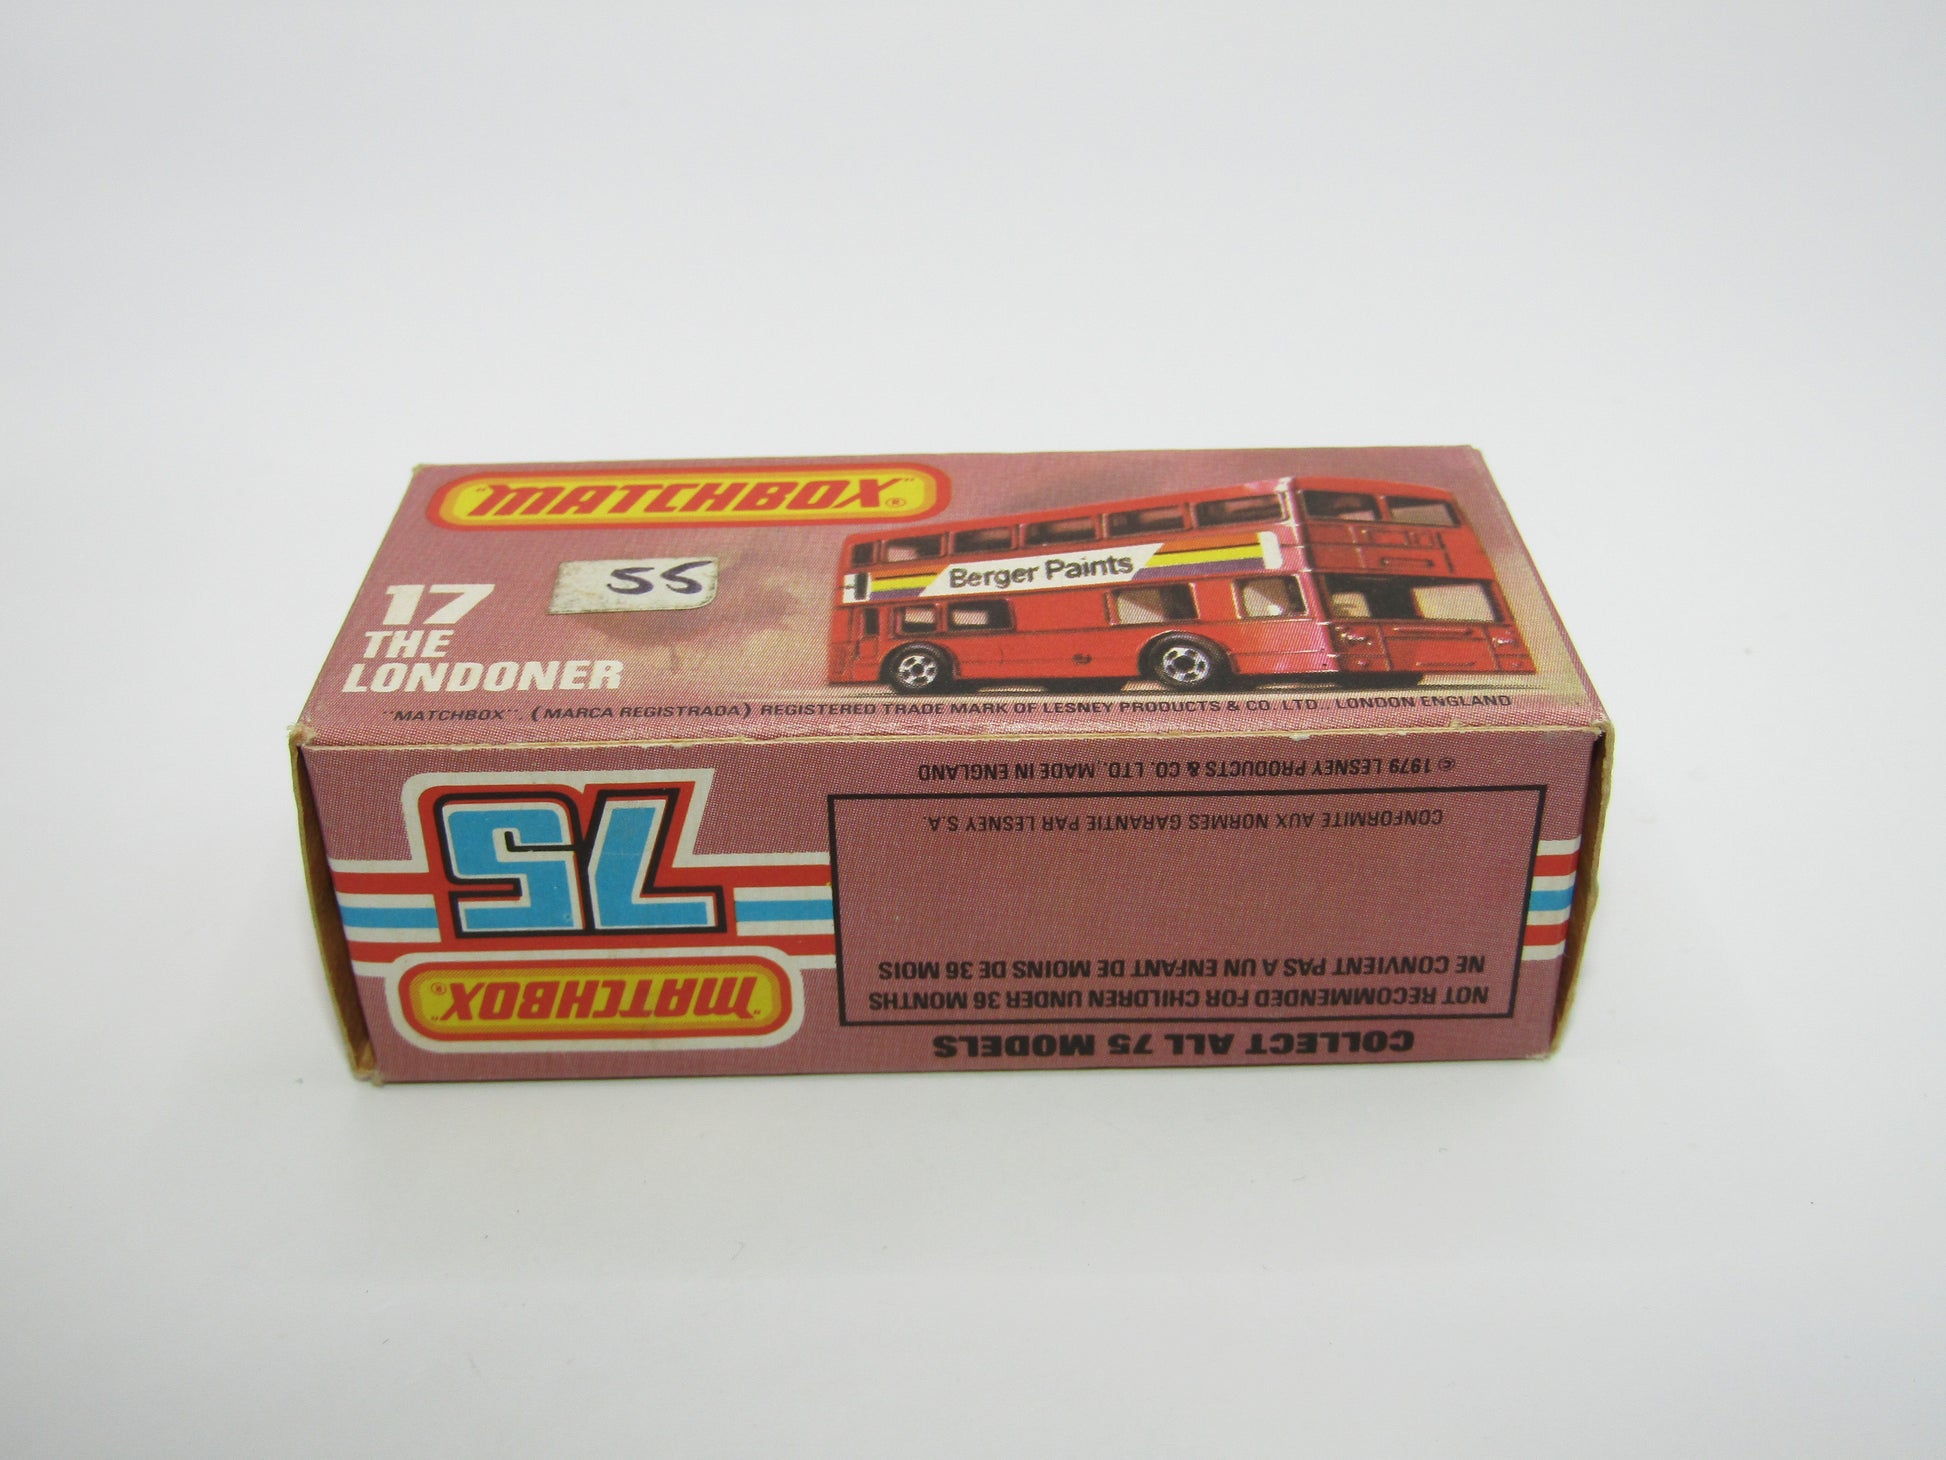 "MATCHBOX"®
55
17
THE
LONDONER
Berger Paints
"MATCHBOX". (MARCA REGISTRADA) REGISTERED TRADE MARK OF LESNEY PRODUCTS & CO. LTD.. LONDON ENGLAND
COLLECT ALL 75 MODELS
NOT RECOMMENDED FOR CHILDREN UNDER 36 MONTHS
NE CONVIENT PAS A UN ENFANT DE MOINS DE 36 MOIS
CONFORMITE AUX NORMES GARANTIE PAR LESNEY S.A.
© 1979 LESNEY PRODUCTS & CO. LTD., MADE IN ENGLAND
"MATCHBOX"®
75